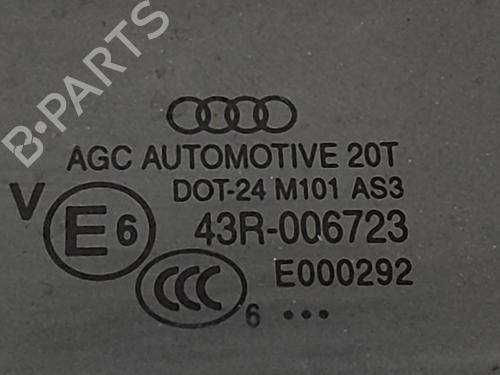 B·PARTS
AGC AUTOMOTIVE 20T
DOT-24 M101 AS3
V E6 43R-006723
CCC E000292
6 •••